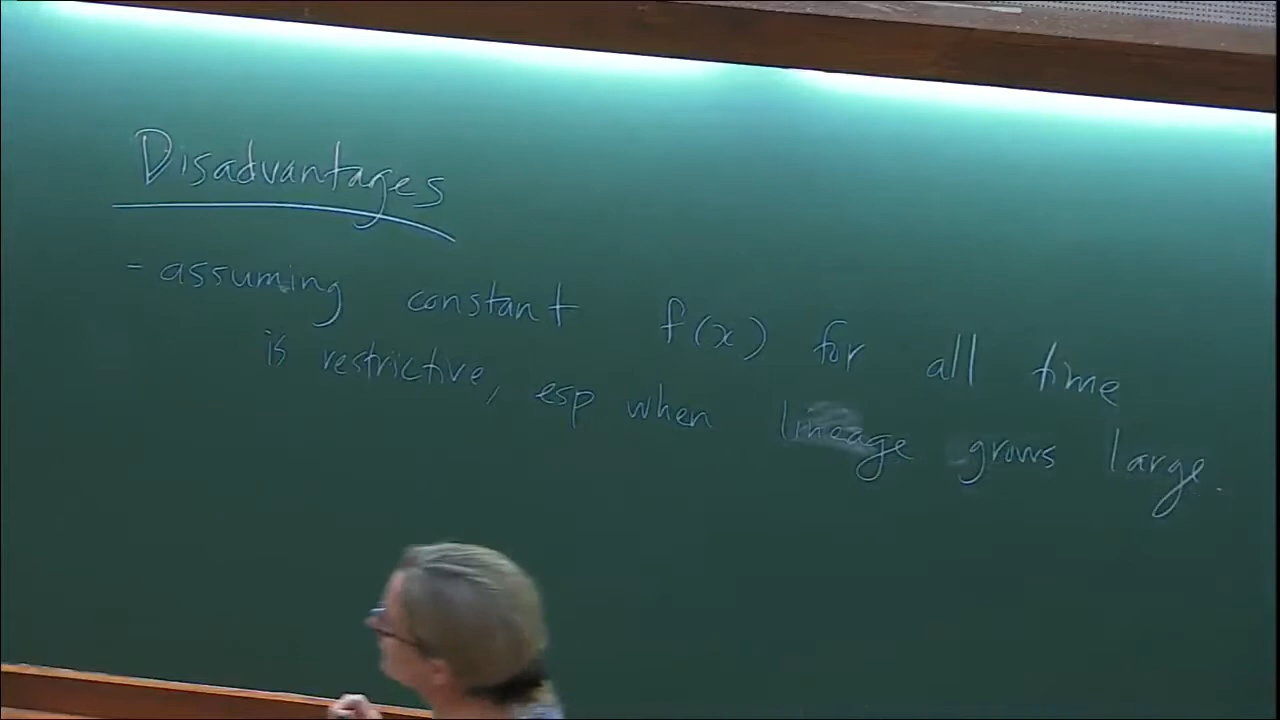 Disadvantages
- assuming constant f(x) for all time
is restrictive, esp when lineage grows large.